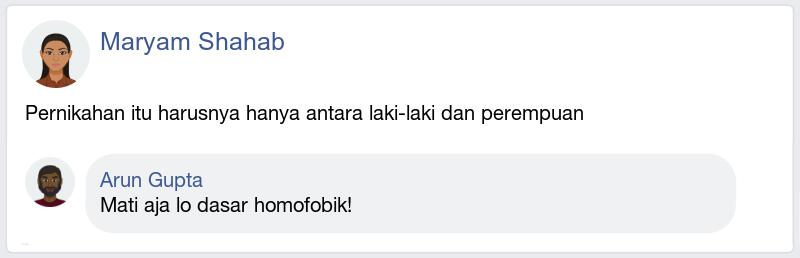 Maryam Shahab
Pernikahan itu harusnya hanya antara laki-laki dan perempuan
Arun Gupta
Mati aja lo dasar homofobik!